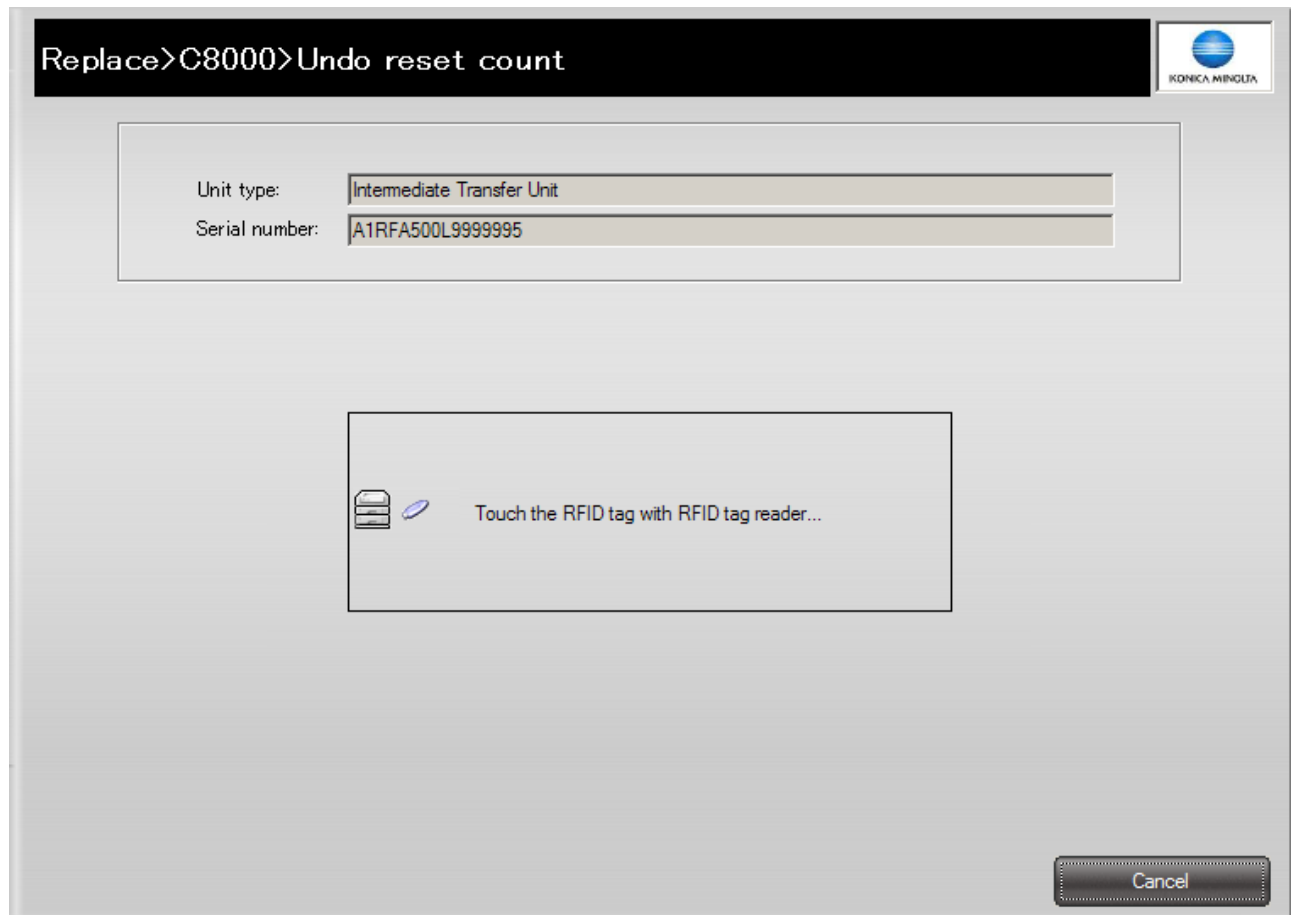 Replace>C8000>Undo reset count
KONICA MINOLTA
Unit type: Intermediate Transfer Unit
Serial number: A1RFA500L9999995
Touch the RFID tag with RFID tag reader...
Cancel